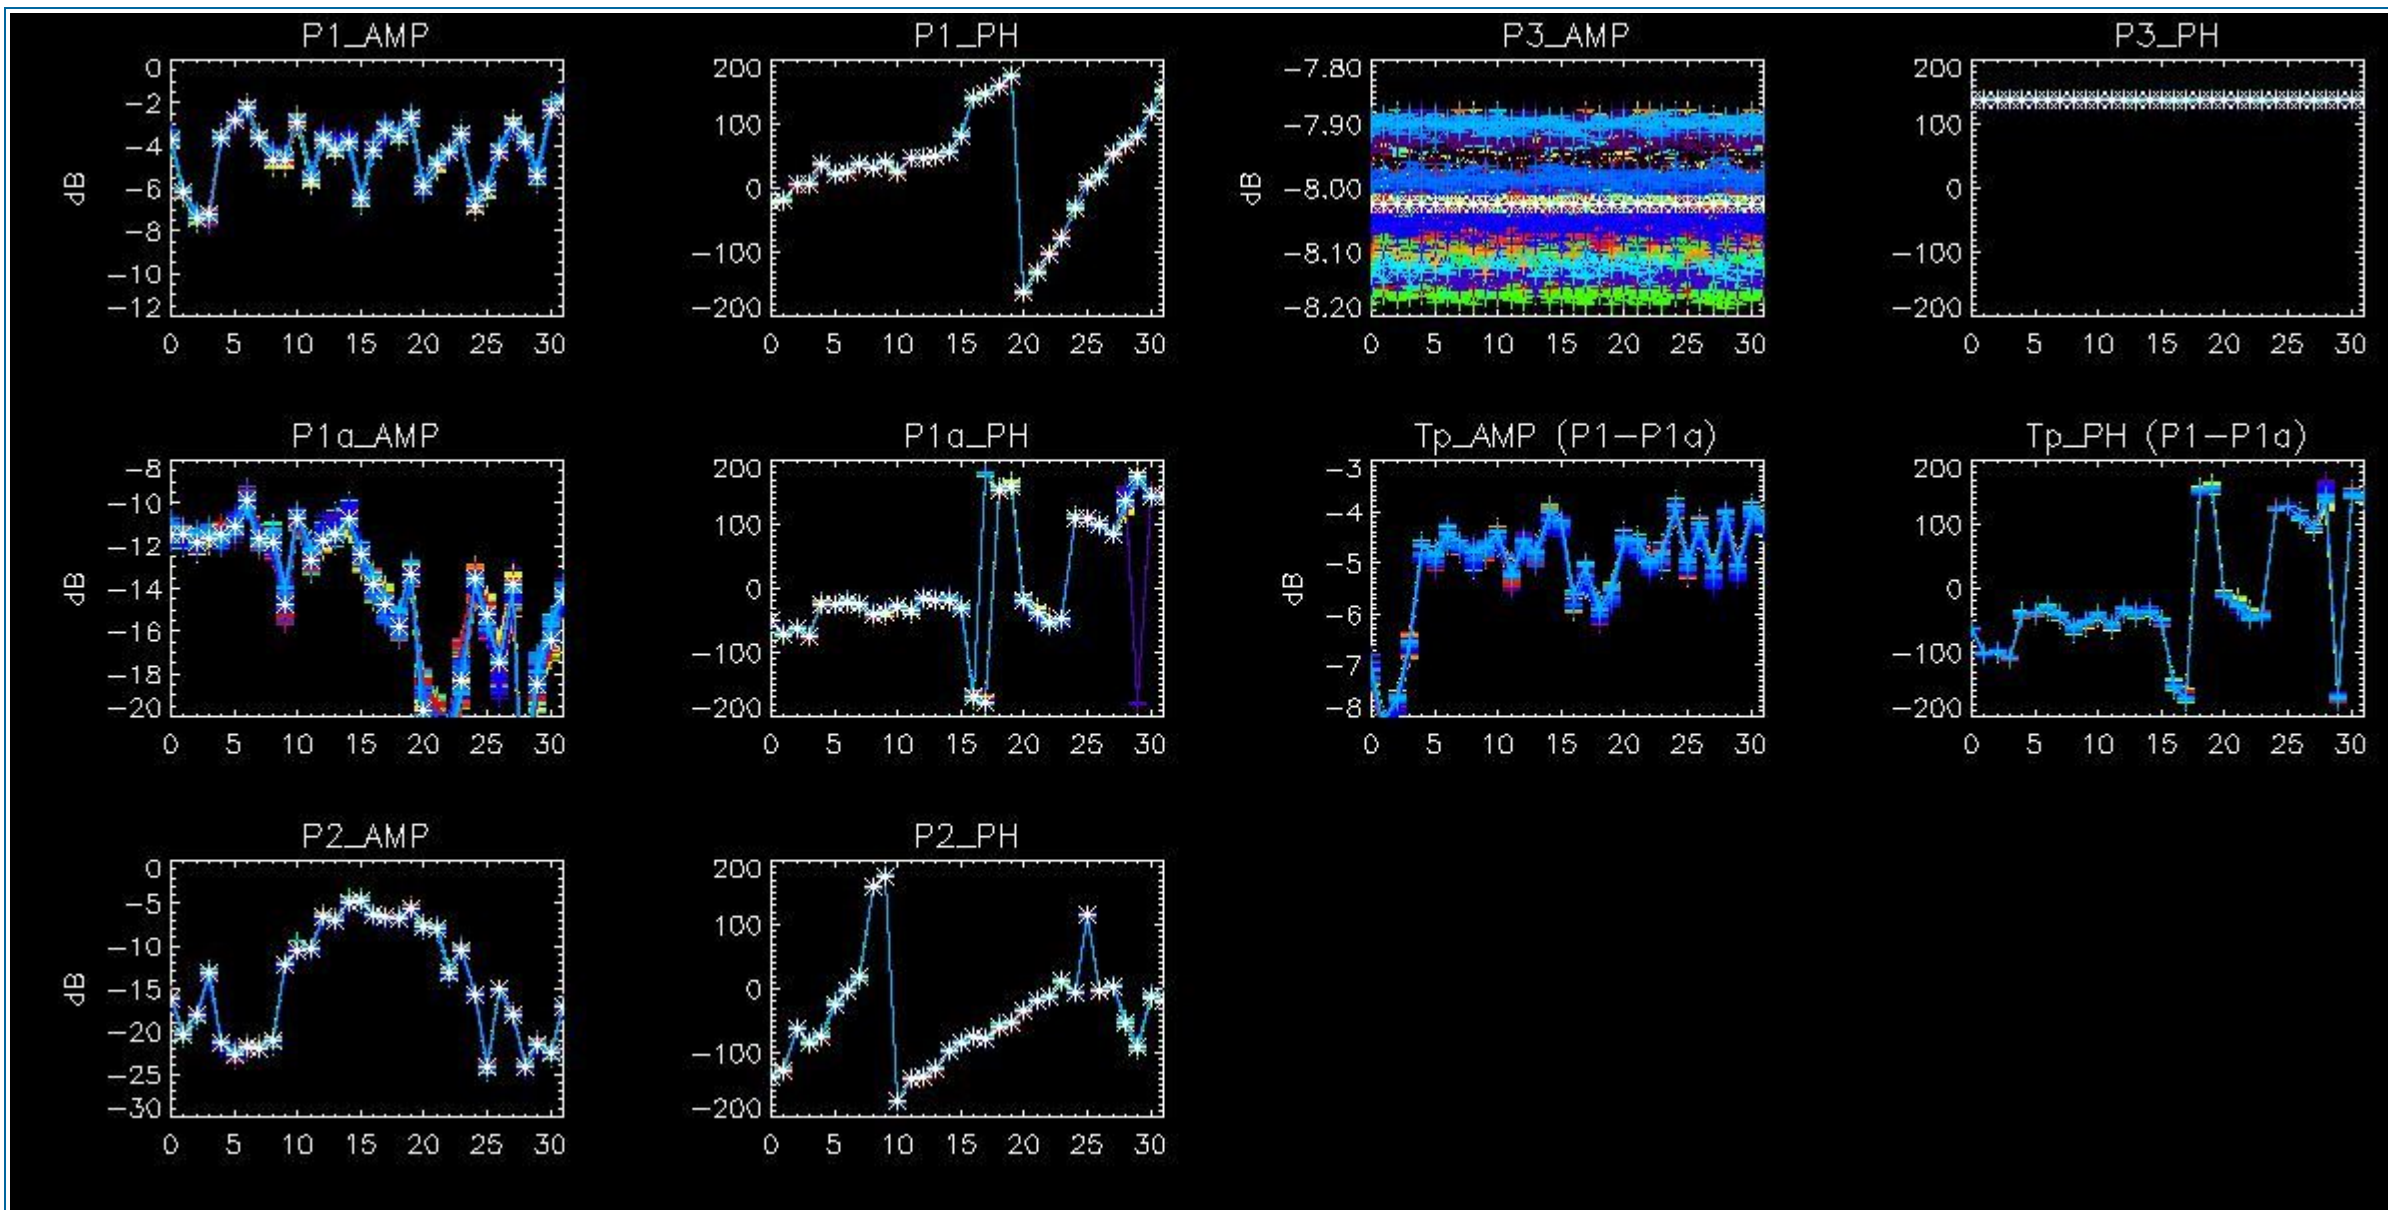 P1_AMP
P1_PH
P3_AMP
P3_PH
dB
0
−2
−4
−6
−8
−10
−12
0 5 10 15 20 25 30
200
100
0
−100
−200
0 5 10 15 20 25 30
dB
−7.80
−7.90
−8.00
−8.10
−8.20
0 5 10 15 20 25 30
200
100
0
−100
−200
0 5 10 15 20 25 30
P1a_AMP
P1a_PH
Tp_AMP (P1−P1a)
Tp_PH (P1−P1a)
dB
−8
−10
−12
−14
−16
−18
−20
0 5 10 15 20 25 30
200
100
0
−100
−200
0 5 10 15 20 25 30
dB
−3
−4
−5
−6
−7
−8
0 5 10 15 20 25 30
200
100
0
−100
−200
0 5 10 15 20 25 30
P2_AMP
P2_PH
dB
0
−5
−10
−15
−20
−25
−30
0 5 10 15 20 25 30
200
100
0
−100
−200
0 5 10 15 20 25 30